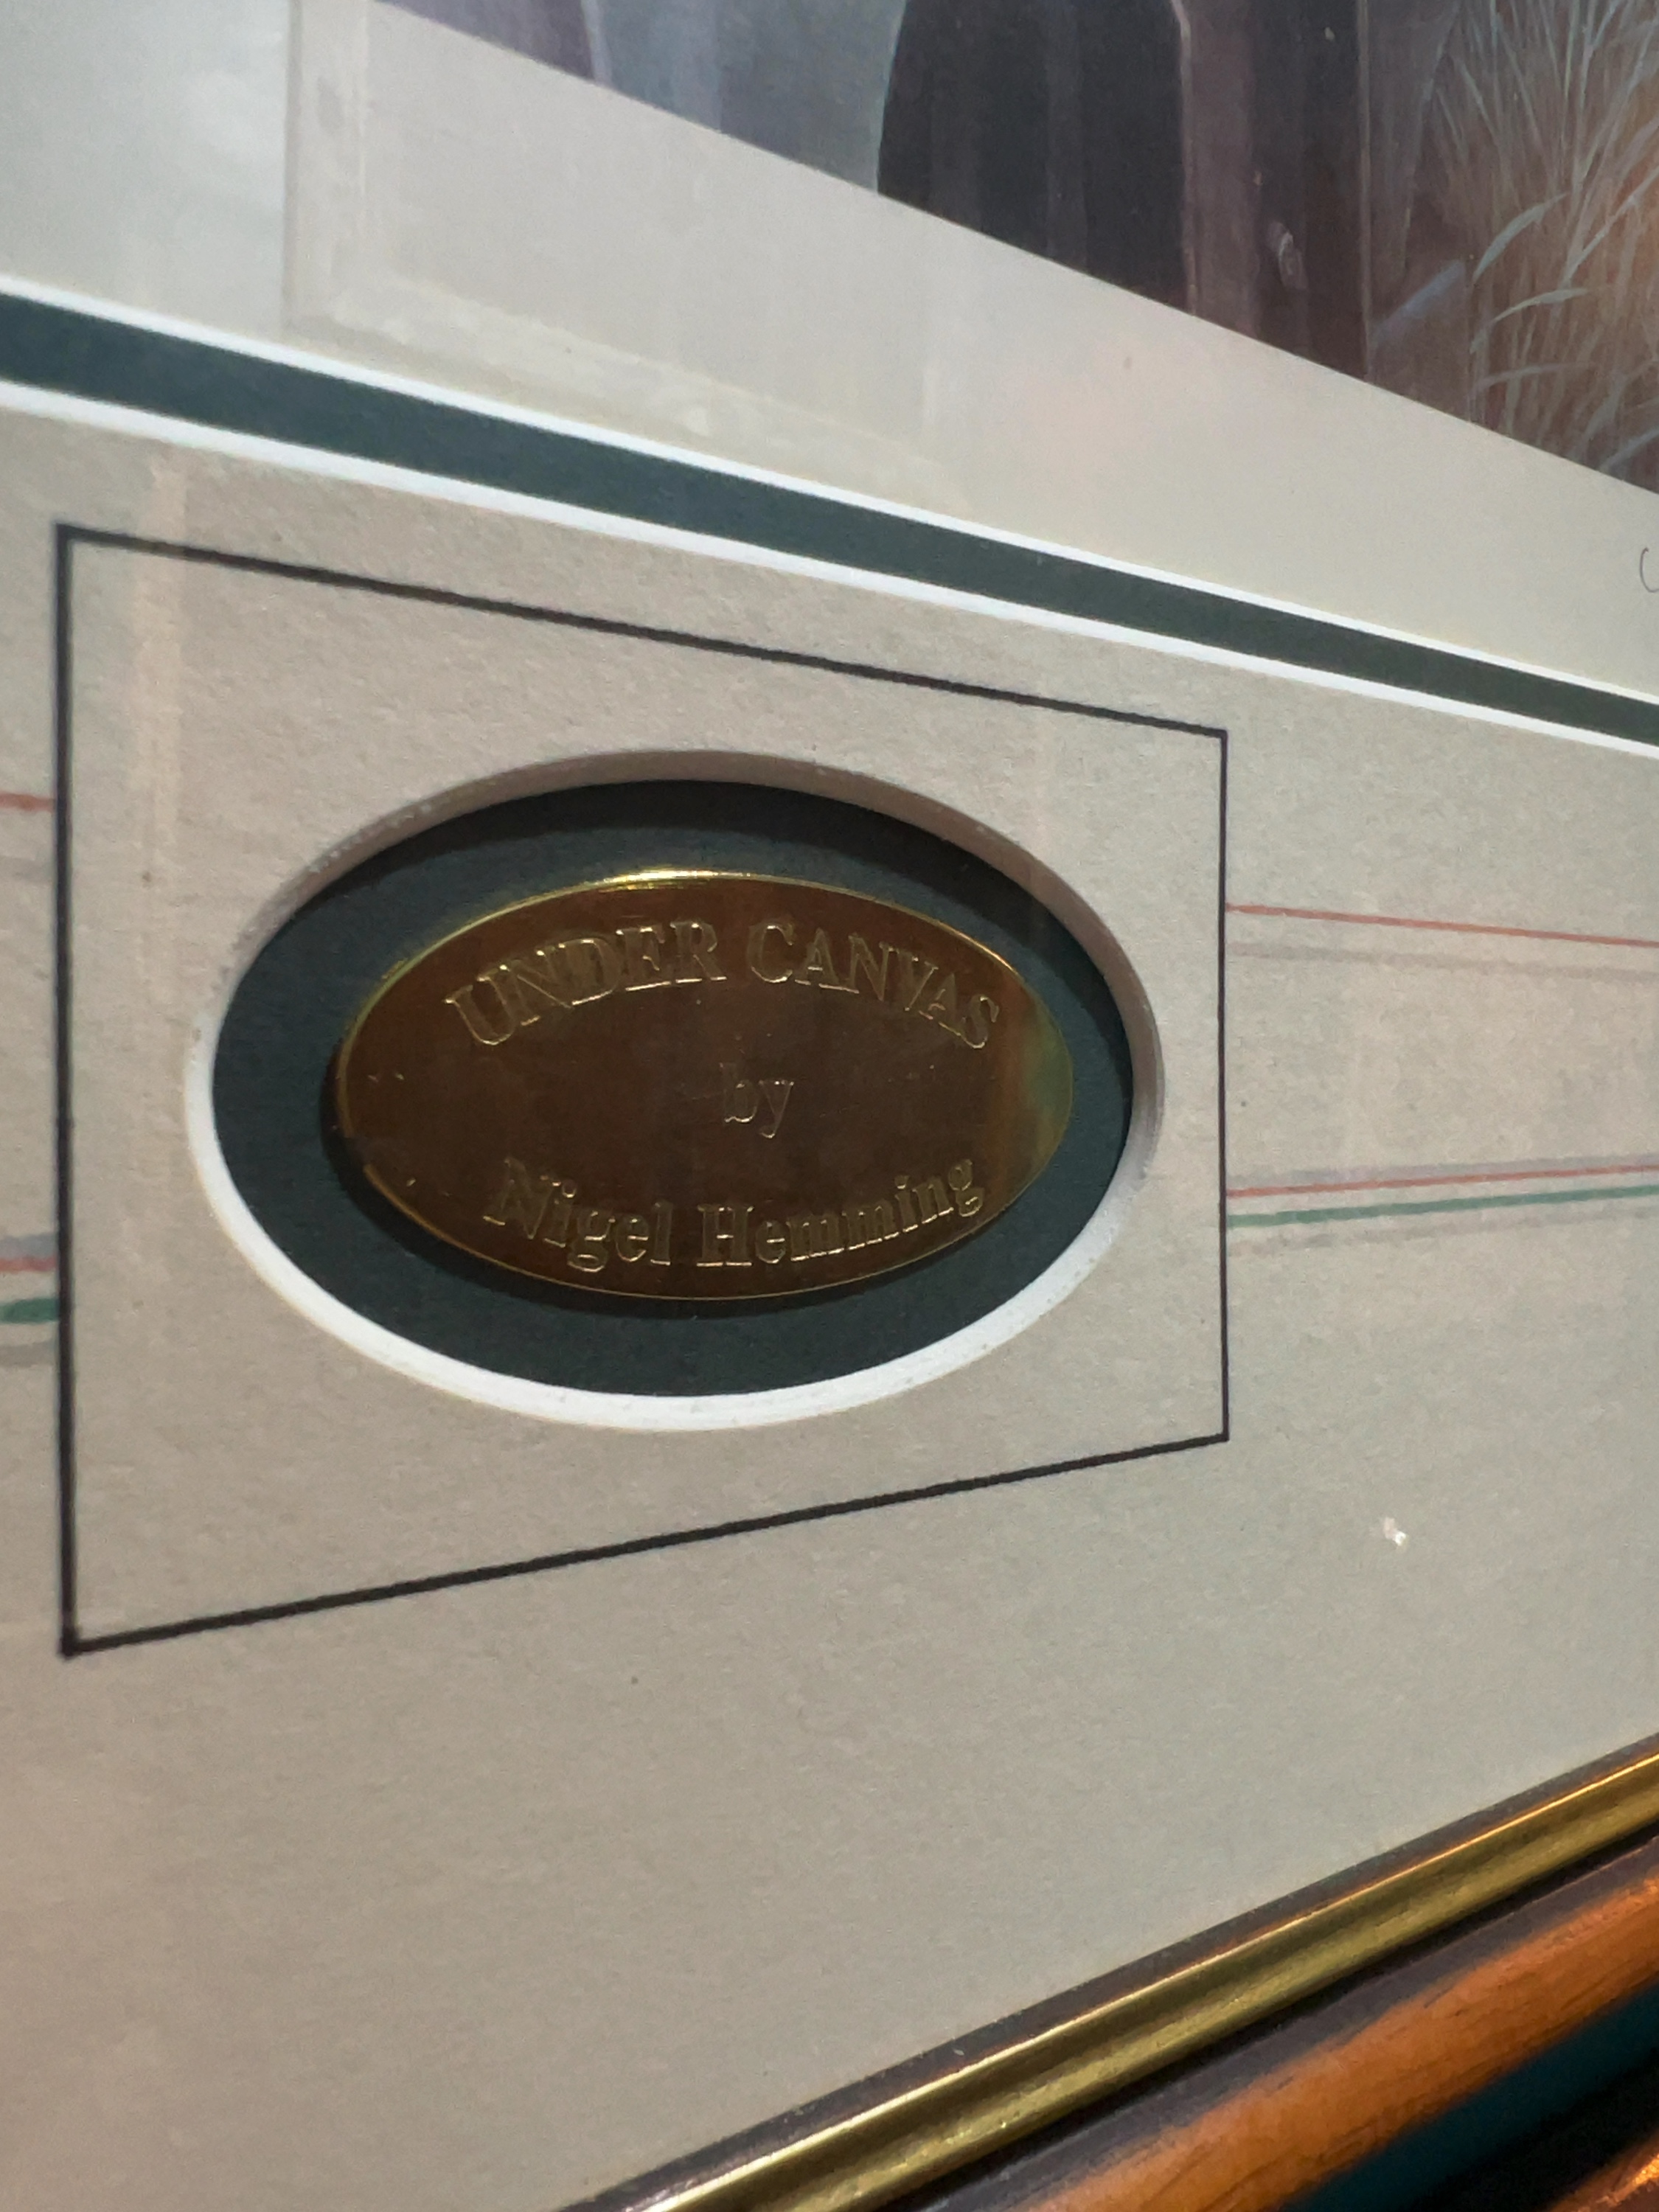 UNDER CANVAS
by
Nigel Hemming